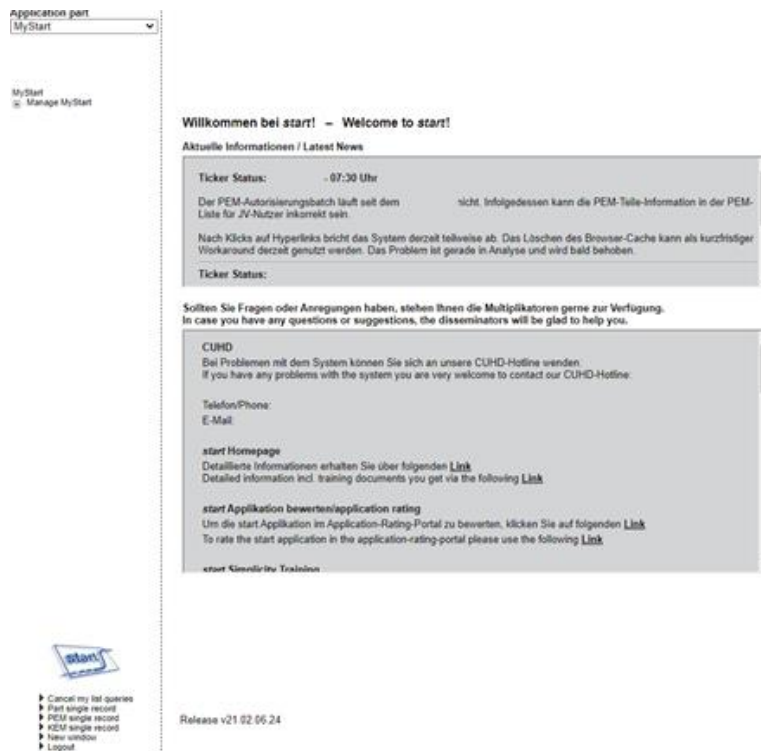 Application part
MyStart
MyStart
Manage MyStart
Willkommen bei start! – Welcome to start!
Aktuelle Informationen / Latest News
Ticker Status: - 07:30 Uhr
Der PEM-Autorisierungsbatch läuft seit dem nicht. Infolgedessen kann die PEM-Teile-Information in der PEM-
Liste für JV-Nutzer inkorrekt sein.
Nach Klicks auf Hyperlinks bricht das System derzeit teilweise ab. Das Löschen des Browser-Cache kann als kurzfristiger
Workaround derzeit genutzt werden. Das Problem ist gerade in Analyse und wird bald behoben.
Ticker Status:
Sollten Sie Fragen oder Anregungen haben, stehen Ihnen die Multiplikatoren gerne zur Verfügung.
In case you have any questions or suggestions, the disseminators will be glad to help you.
CUHD
Bei Problemen mit dem System können Sie sich an unsere CUHD-Hotline wenden:
If you have any problems with the system you are very welcome to contact our CUHD-Hotline:
Telefon/Phone:
E-Mail:
start Homepage
Detaillierte Informationen erhalten Sie über folgenden Link
Detailed information incl. training documents you get via the following Link
start Applikation bewerten/application rating
Um die start Applikation im Application-Rating-Portal zu bewerten, klicken Sie auf folgenden Link
To rate the start application in the application-rating-portal please use the following Link
start Simplicity Training
start
Cancel my list queries
Part single record
PEM single record
KEM single record
New window
Logout
Release v21.02.06.24